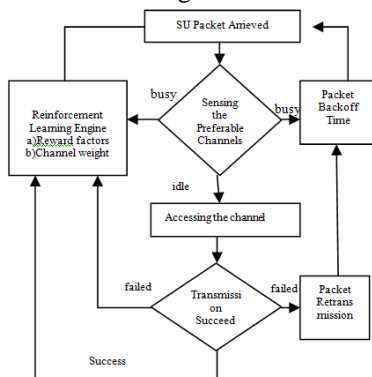 SU Packet Arrieved
busy
Sensing
the
Preferable
Channels
busy
Reinforcement
Learning Engine
a)Reward factors
b)Channel weight
Packet
Backoff
Time
idle
Accessing the channel
failed
Transmissi
on
Succeed
failed
Packet
Retrans
mission
Success